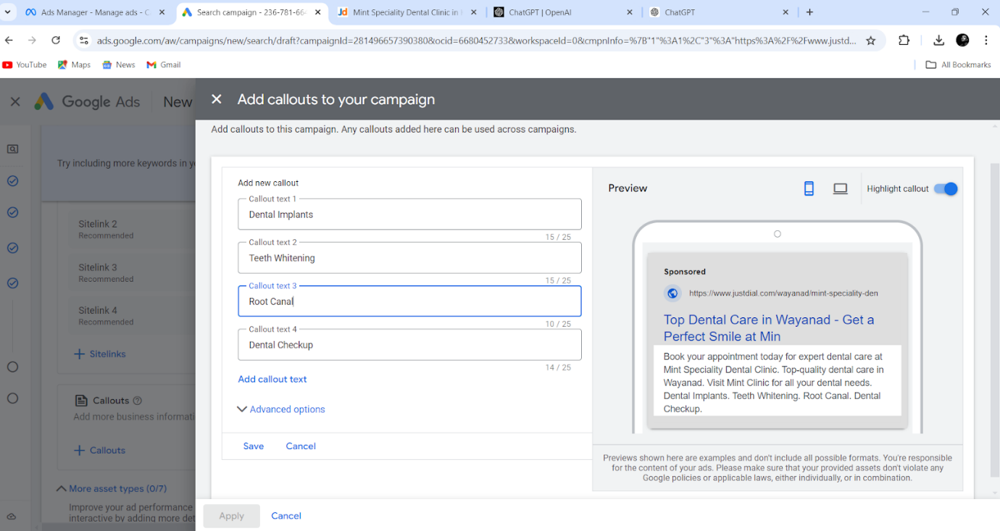 Ads Manager - Manage ads - C
Search campaign - 236-781-66
Mint Speciality Dental Clinic in
ChatGPT | OpenAI
ChatGPT
ads.google.com/aw/campaigns/new/search/draft?campaignId=281496657390380&ocid=6680452733&workspaceId=0&cmpnInfo=%7B"1"%3A1%2C"3"%3A"https%3A%2F%2Fwww.justd...
YouTube
Maps
News
Gmail
All Bookmarks
Google Ads
New
Add callouts to your campaign
Add callouts to this campaign. Any callouts added here can be used across campaigns.
Try including more keywords in y
Sitelink 2
Recommended
Sitelink 3
Recommended
Sitelink 4
Recommended
Sitelinks
Callouts
Add more business informati
Callouts
More asset types (0/7)
Improve your ad performance
interactive by adding more det
Add new callout
Callout text 1
Dental Implants
15 / 25
Callout text 2
Teeth Whitening
15 / 25
Callout text 3
Root Canal
10 / 25
Callout text 4
Dental Checkup
14 / 25
Add callout text
Advanced options
Save
Cancel
Preview
Highlight callout
Sponsored
https://www.justdial.com/wayanad/mint-speciality-den
Top Dental Care in Wayanad - Get a
Perfect Smile at Min
Book your appointment today for expert dental care at
Mint Speciality Dental Clinic. Top-quality dental care in
Wayanad. Visit Mint Clinic for all your dental needs.
Dental Implants. Teeth Whitening. Root Canal. Dental
Checkup.
Previews shown here are examples and don't include all possible formats. You're responsible
for the content of your ads. Please make sure that your provided assets don't violate any
Google policies or applicable laws, either individually, or in combination.
Apply
Cancel